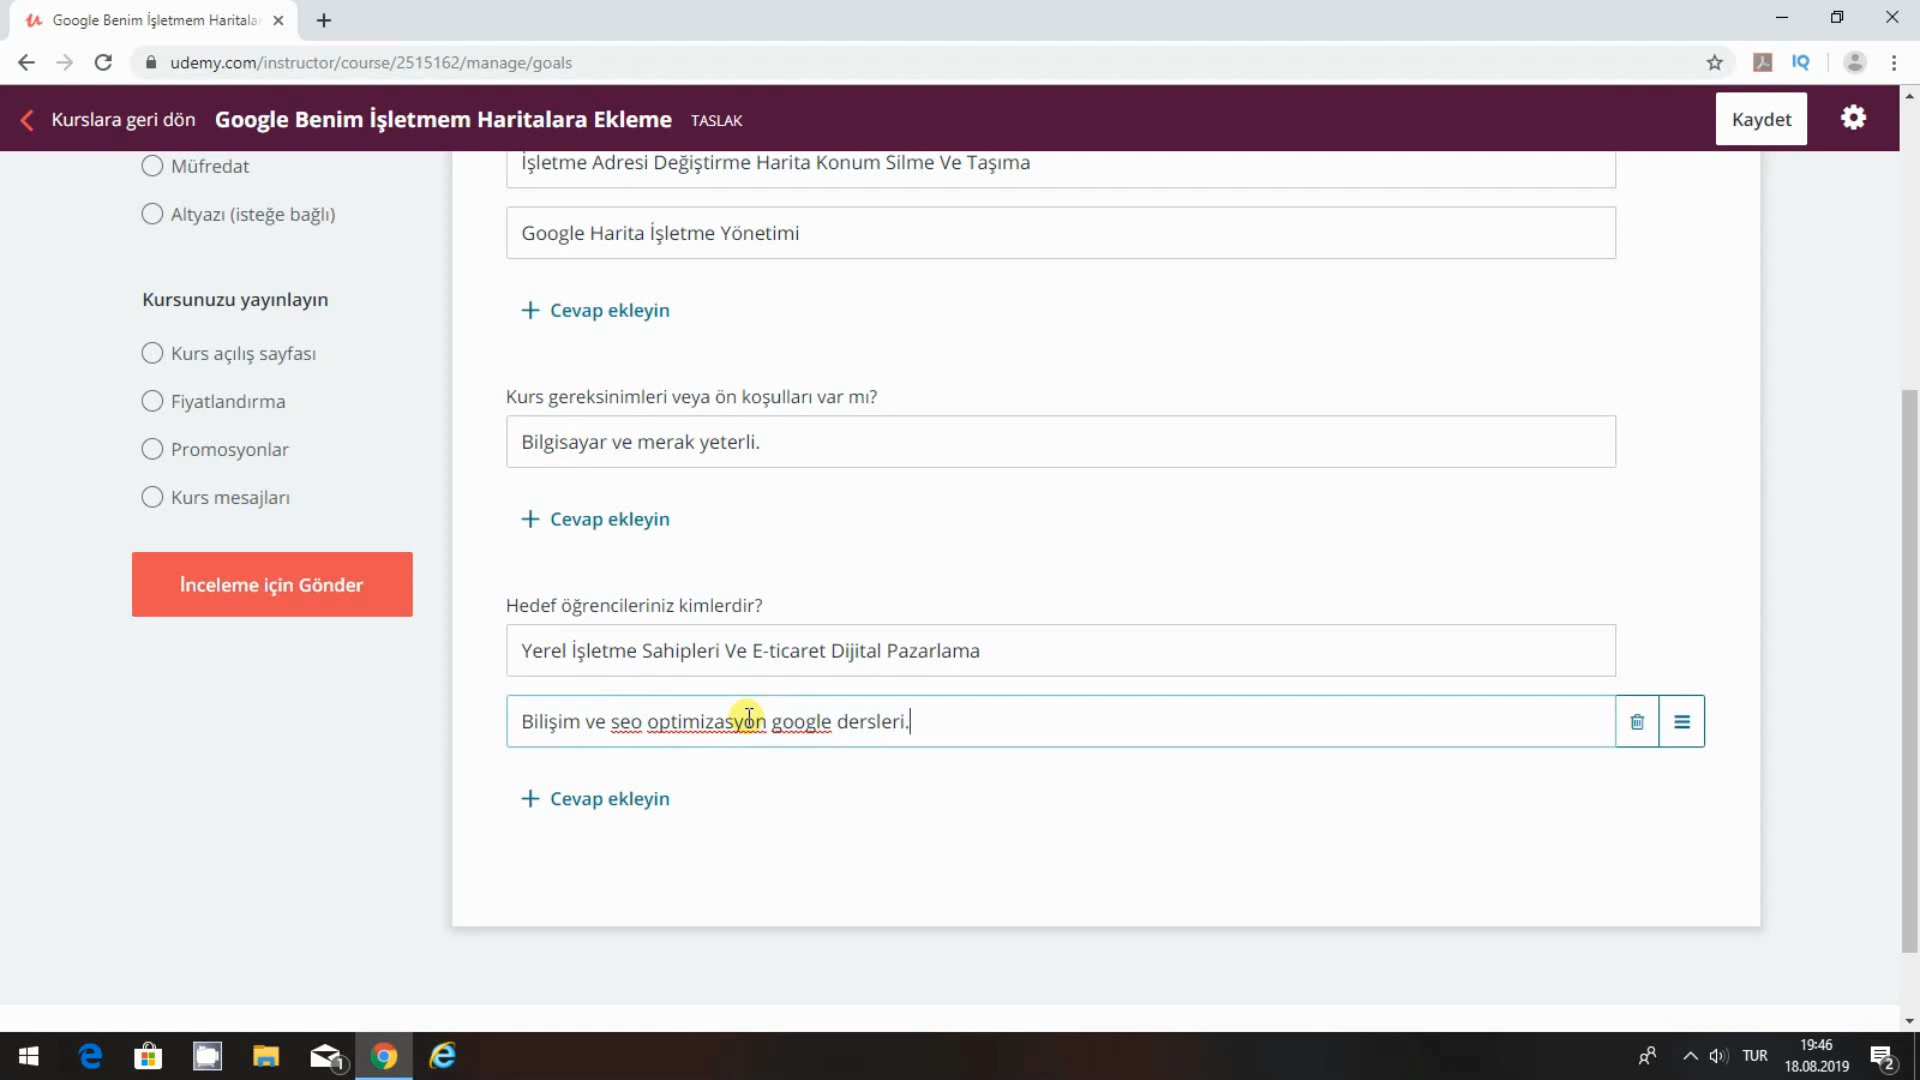 Google Benim İşletmem Haritala
udemy.com/instructor/course/2515162/manage/goals
IQ
Kurslara geri dön Google Benim İşletmem Haritalara Ekleme TASLAK Kaydet
Müfredat
Altyazı (isteğe bağlı)
Kursunuzu yayınlayın
Kurs açılış sayfası
Fiyatlandırma
Promosyonlar
Kurs mesajları
İnceleme için Gönder
İşletme Adresi Değiştirme Harita Konum Silme Ve Taşıma
Google Harita İşletme Yönetimi
+ Cevap ekleyin
Kurs gereksinimleri veya ön koşulları var mı?
Bilgisayar ve merak yeterli.
+ Cevap ekleyin
Hedef öğrencileriniz kimlerdir?
Yerel İşletme Sahipleri Ve E-ticaret Dijital Pazarlama
Bilişim ve seo optimizasyon google dersleri.
+ Cevap ekleyin
1
TUR
19:46
18.08.2019
2